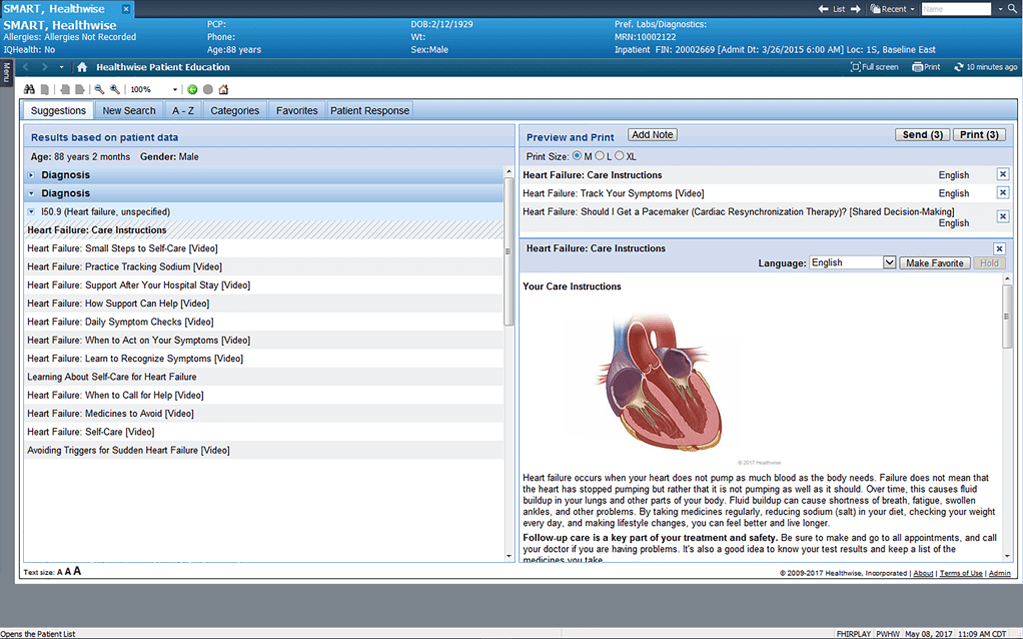 SMART, Healthwise
List Recent Name
SMART, Healthwise
Allergies: Allergies Not Recorded
IQHealth: No
PCP:
Phone:
Age:88 years
DOB:2/12/1929
Wt:
Sex:Male
Pref. Labs/Diagnostics:
MRN:10002122
Inpatient FIN: 20002669 [Admit Dt: 3/26/2015 6:00 AM] Loc: 1S, Baseline East
Menu
Healthwise Patient Education
Full screen Print 10 minutes ago
100%
Suggestions New Search A - Z Categories Favorites Patient Response
Results based on patient data
Age: 88 years 2 months Gender: Male
Diagnosis
Diagnosis
I50.9 (Heart failure, unspecified)
Heart Failure: Care Instructions
Heart Failure: Small Steps to Self-Care [Video]
Heart Failure: Practice Tracking Sodium [Video]
Heart Failure: Support After Your Hospital Stay [Video]
Heart Failure: How Support Can Help [Video]
Heart Failure: Daily Symptom Checks [Video]
Heart Failure: When to Act on Your Symptoms [Video]
Heart Failure: Learn to Recognize Symptoms [Video]
Learning About Self-Care for Heart Failure
Heart Failure: When to Call for Help [Video]
Heart Failure: Medicines to Avoid [Video]
Heart Failure: Self-Care [Video]
Avoiding Triggers for Sudden Heart Failure [Video]
Preview and Print Add Note Send (3) Print (3)
Print Size: M L XL
Heart Failure: Care Instructions English
Heart Failure: Track Your Symptoms [Video] English
Heart Failure: Should I Get a Pacemaker (Cardiac Resynchronization Therapy)? [Shared Decision-Making]
English
Heart Failure: Care Instructions
Language: English Make Favorite Hold
Your Care Instructions
© 2017 Healthwise
Heart failure occurs when your heart does not pump as much blood as the body needs. Failure does not mean that
the heart has stopped pumping but rather that it is not pumping as well as it should. Over time, this causes fluid
buildup in your lungs and other parts of your body. Fluid buildup can cause shortness of breath, fatigue, swollen
ankles, and other problems. By taking medicines regularly, reducing sodium (salt) in your diet, checking your weight
every day, and making lifestyle changes, you can feel better and live longer.
Follow-up care is a key part of your treatment and safety. Be sure to make and go to all appointments, and call
your doctor if you are having problems. It's also a good idea to know your test results and keep a list of the
medicines you take.
Text size: A A A
© 2009-2017 Healthwise, Incorporated | About | Terms of Use | Admin
Opens the Patient List
FHIRPLAY PWHW May 08, 2017 11:09 AM CDT